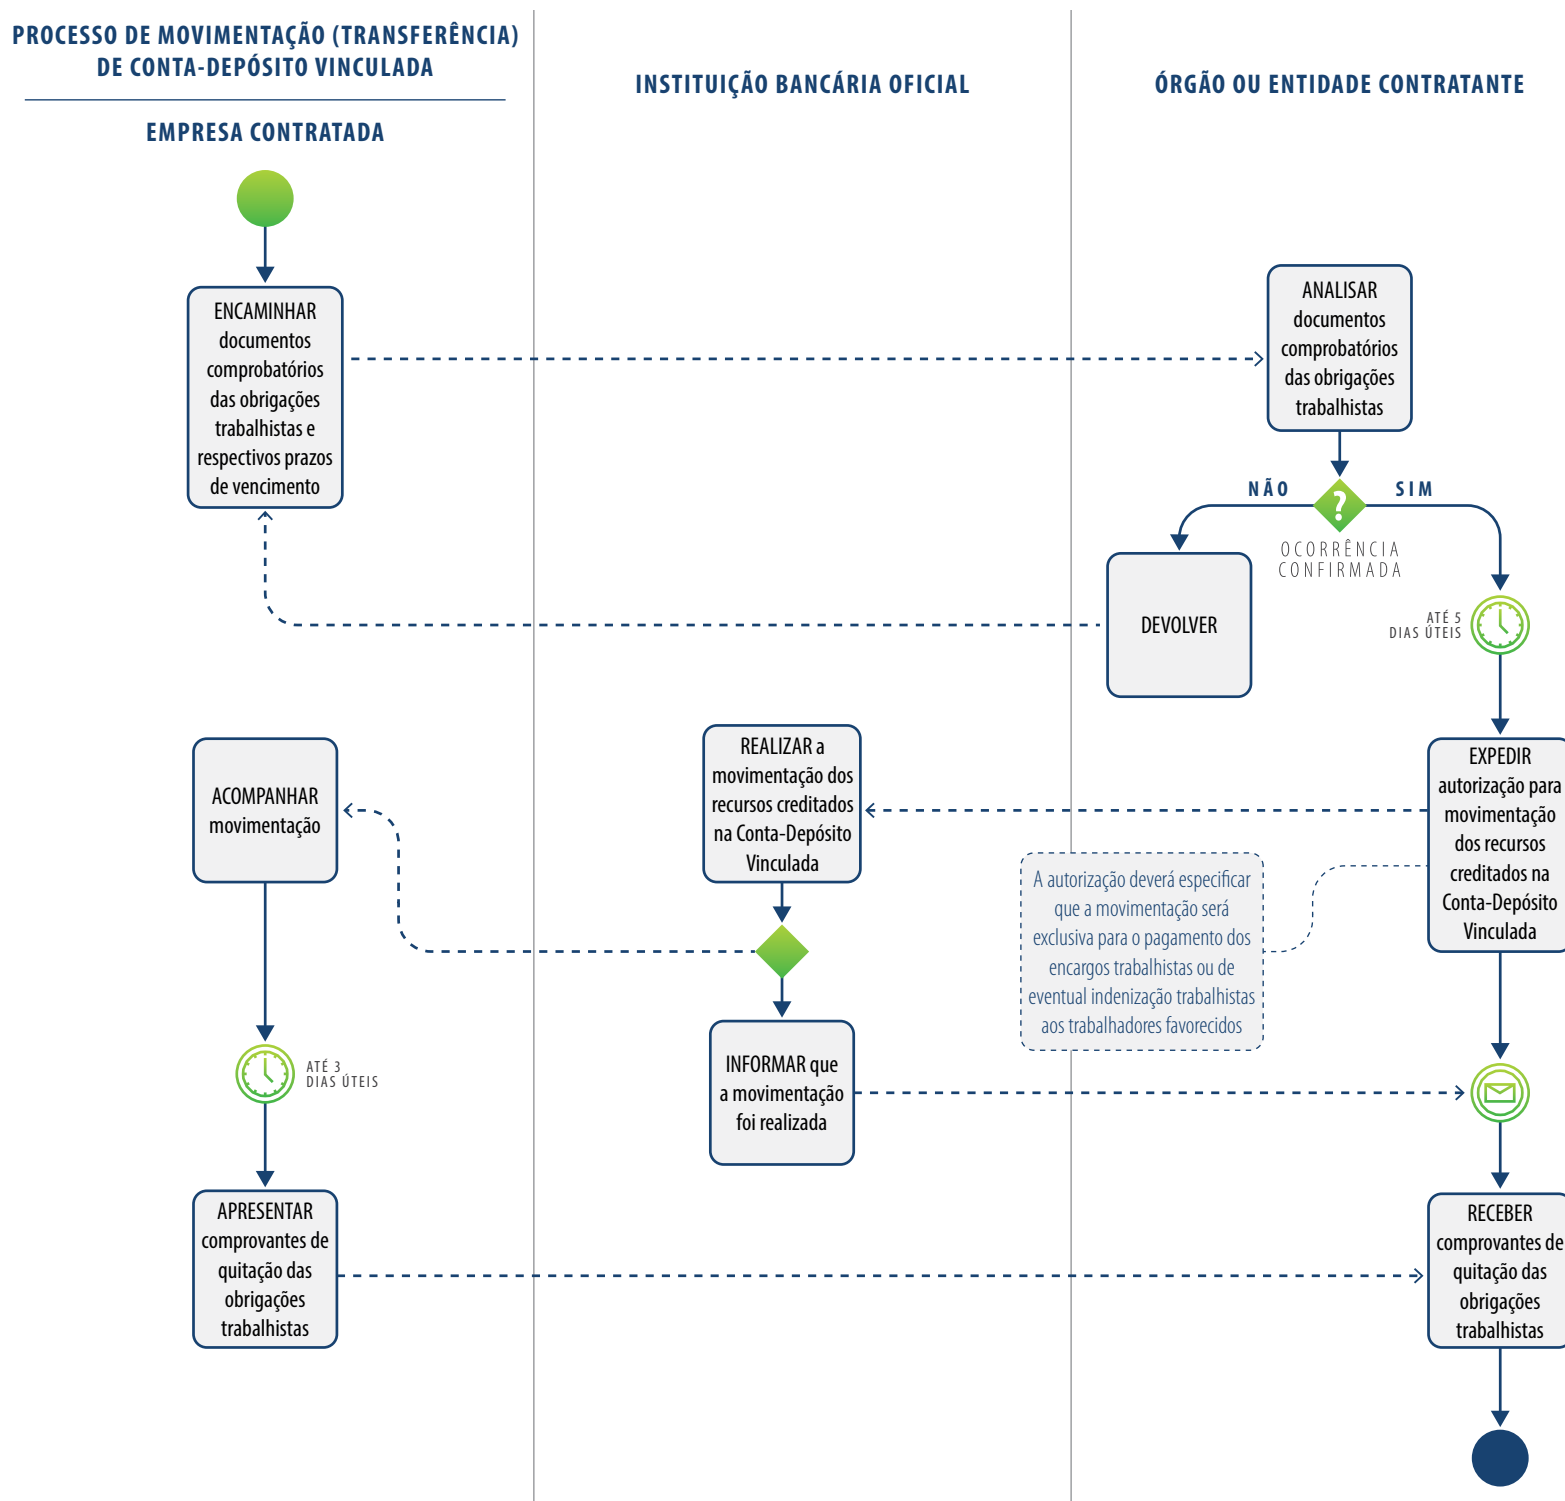 PROCESSO DE MOVIMENTAÇÃO (TRANSFERÊNCIA)
DE CONTA-DEPÓSITO VINCULADA
EMPRESA CONTRATADA
INSTITUIÇÃO BANCÁRIA OFICIAL
ÓRGÃO OU ENTIDADE CONTRATANTE
ENCAMINHAR
documentos
comprobatórios
das obrigações
trabalhistas e
respectivos prazos
de vencimento
ANALISAR
documentos
comprobatórios
das obrigações
trabalhistas
NÃO
?
SIM
OCORRÊNCIA
CONFIRMADA
DEVOLVER
ATÉ 5
DIAS ÚTEIS
EXPEDIR
autorização para
movimentação
dos recursos
creditados na
Conta-Depósito
Vinculada
A autorização deverá especificar
que a movimentação será
exclusiva para o pagamento dos
encargos trabalhistas ou de
eventual indenização trabalhistas
aos trabalhadores favorecidos
REALIZAR a
movimentação dos
recursos creditados
na Conta-Depósito
Vinculada
ACOMPANHAR
movimentação
INFORMAR que
a movimentação
foi realizada
ATÉ 3
DIAS ÚTEIS
APRESENTAR
comprovantes de
quitação das
obrigações
trabalhistas
RECEBER
comprovantes de
quitação das
obrigações
trabalhistas